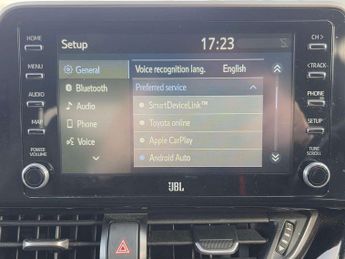 HOME
MENU
AUDIO
MAP
POWER
VOLUME
Setup
17:23
General
Bluetooth
Audio
Phone
Voice
Voice recognition lang. English
Preferred service
SmartDeviceLink™
Toyota online
Apple CarPlay
Android Auto
CH >
<TRACK>
PHONE
SETUP
TUNE
SCROLL
JBL